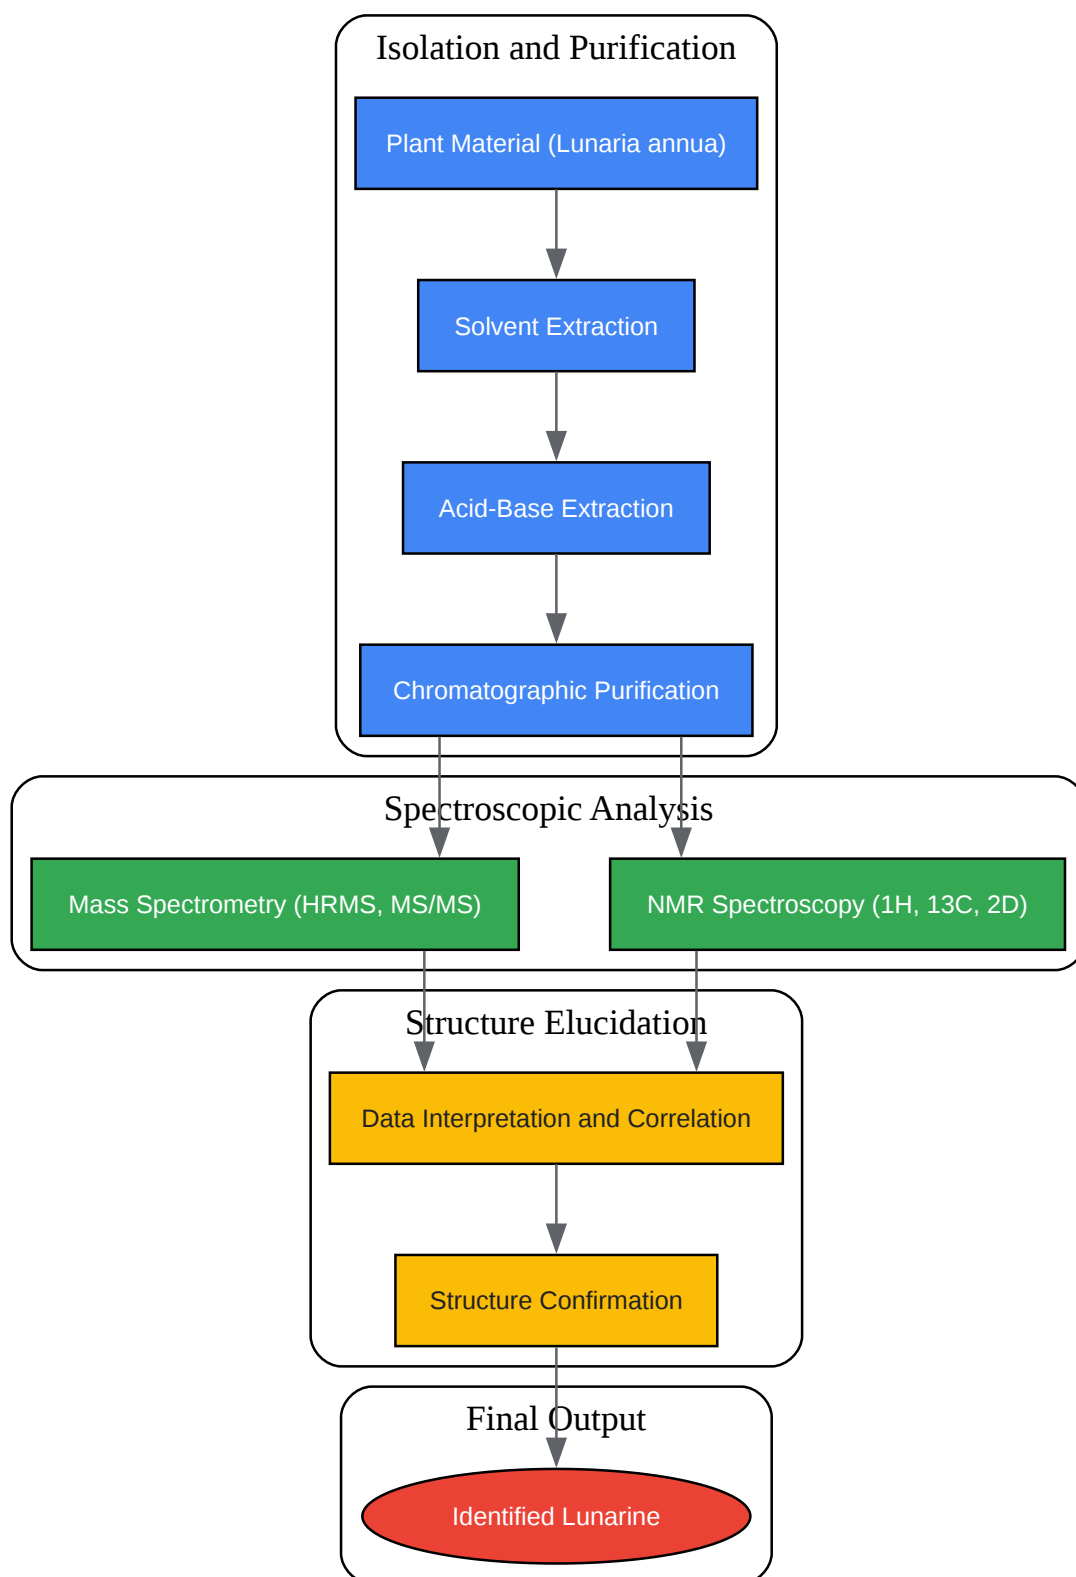 Isolation and Purification
Plant Material (Lunaria annua)
Solvent Extraction
Acid-Base Extraction
Chromatographic Purification
Spectroscopic Analysis
Mass Spectrometry (HRMS, MS/MS)
NMR Spectroscopy (1H, 13C, 2D)
Structure Elucidation
Data Interpretation and Correlation
Structure Confirmation
Final Output
Identified Lunarine